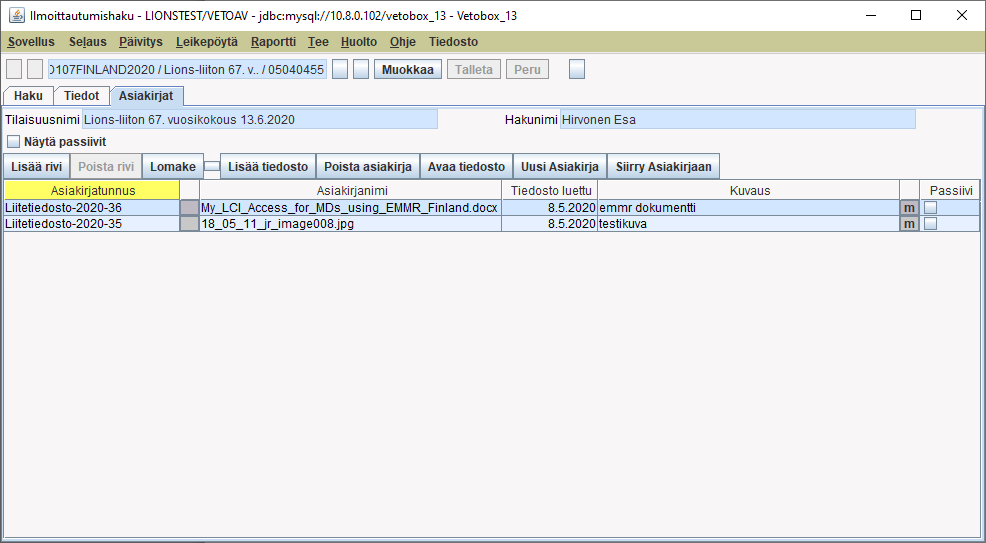 Ilmoittautumishaku - LIONSTEST/VETOAV - jdbc:mysql://10.8.0.102/vetobox_13 - Vetobox_13
Sovellus Selaus Päivitys Leikepöytä Raportti Tee Huolto Ohje Tiedosto
107FINLAND2020 / Lions-liiton 67. v.. / 05040455 Muokkaa Talleta Peru
Haku Tiedot Asiakirjat
Tilaisuusnimi Lions-liiton 67. vuosikokous 13.6.2020 Hakunimi Hirvonen Esa
Näytä passiivit
Lisää rivi Poista rivi Lomake Lisää tiedosto Poista asiakirja Avaa tiedosto Uusi Asiakirja Siirry Asiakirjaan
Asiakirjatunnus Asiakirjanimi Tiedosto luettu Kuvaus Passiivi
Liitetiedosto-2020-36 My_LCI_Access_for_MDs_using_EMMR_Finland.docx 8.5.2020 emmr dokumentti m
Liitetiedosto-2020-35 18_05_11_jr_image008.jpg 8.5.2020 testikuva m